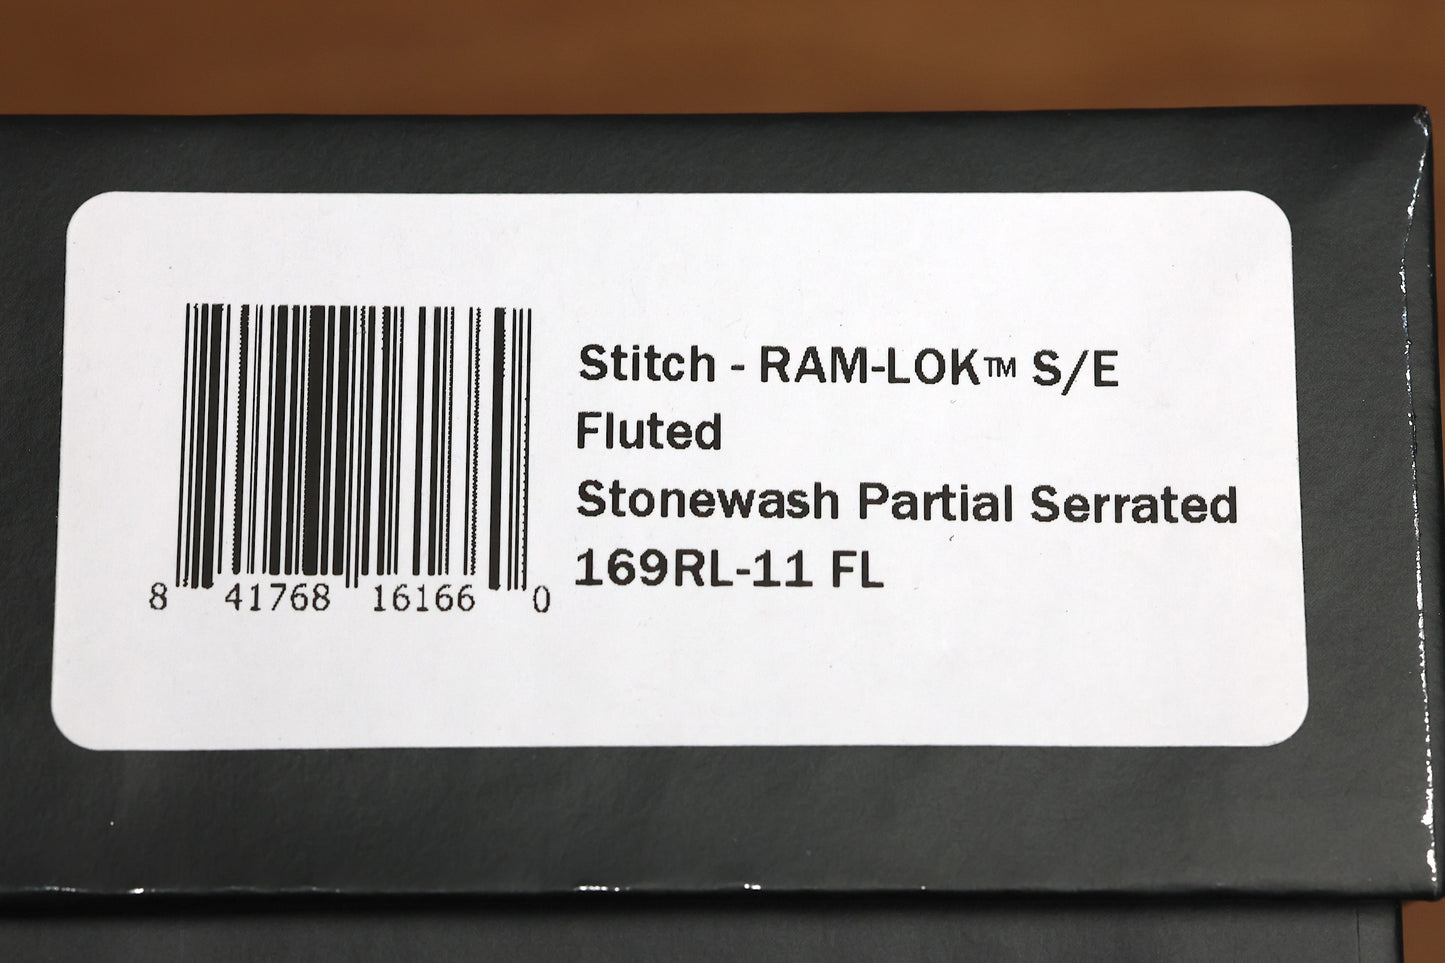 Stitch - RAM-LOK™ S/E
Fluted
Stonewash Partial Serrated
169RL-11 FL
8 41768 16166 0